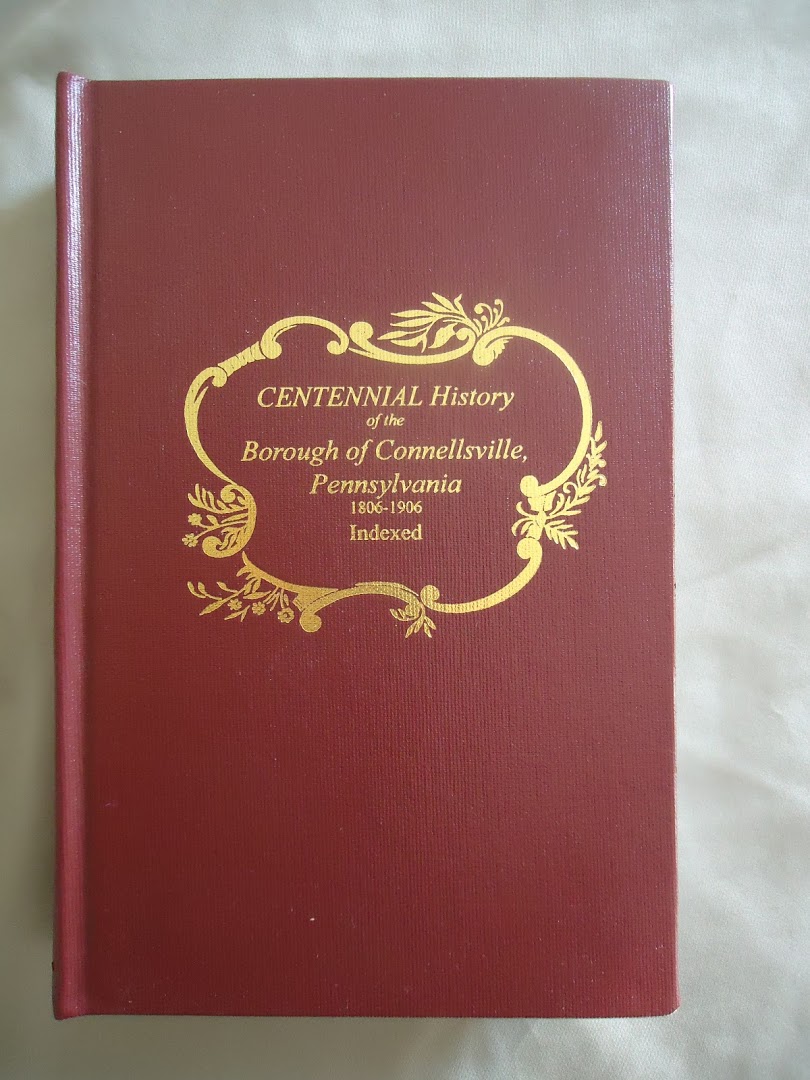 CENTENNIAL History
of the
Borough of Connellsville,
Pennsylvania
1806-1906
Indexed